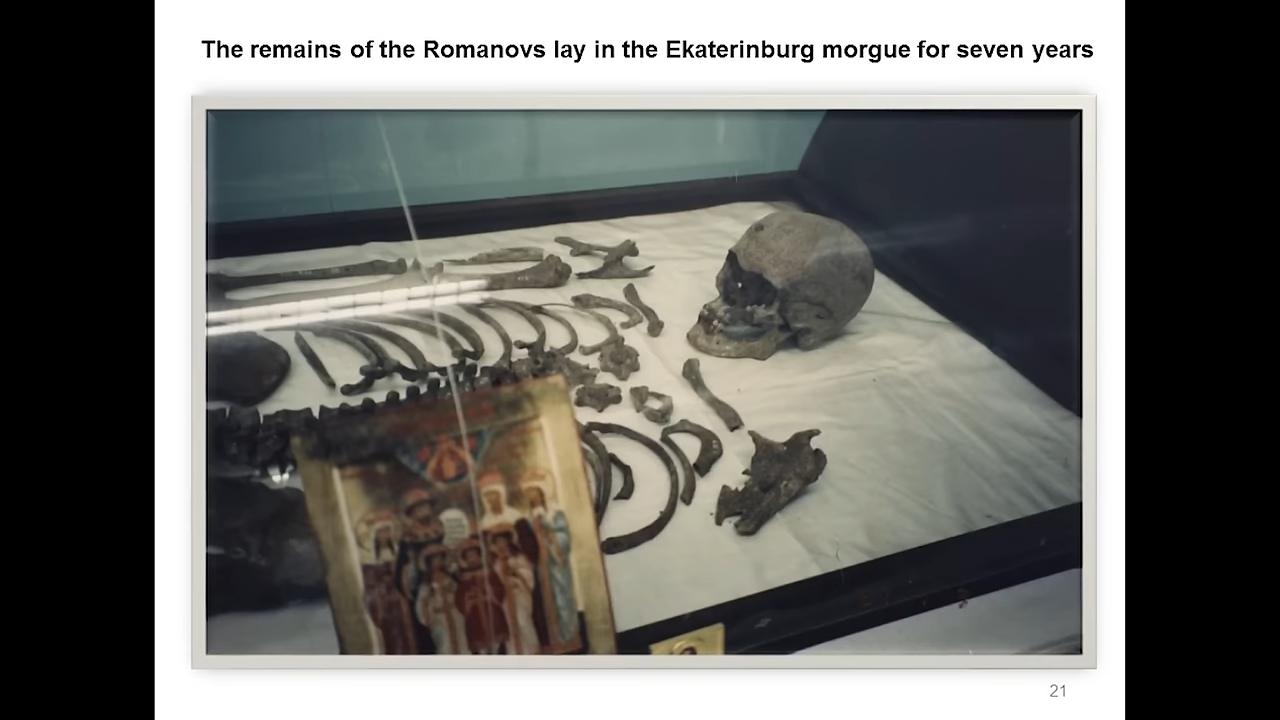 The remains of the Romanovs lay in the Ekaterinburg morgue for seven years
21